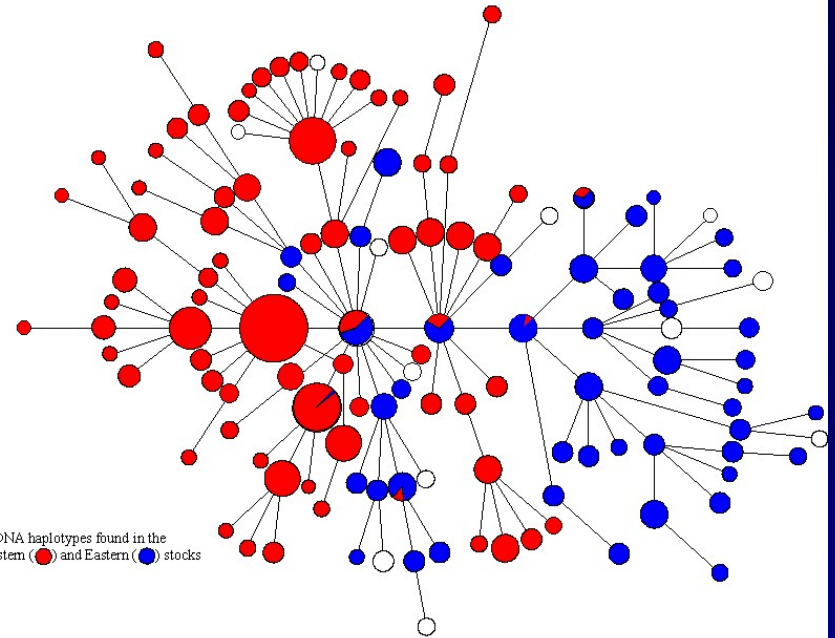 DNA haplotypes found in the
stern ( ) and Eastern ( ) stocks